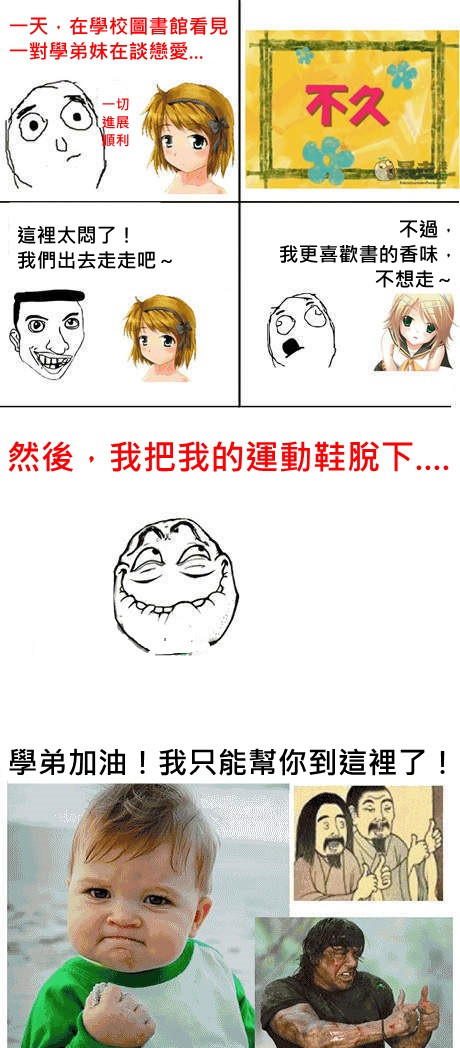 一天，在學校圖書館看見
一對學弟妹在談戀愛...
一切
進展
順利
不久
這裡太悶了！
我們出去走走吧～
不過，
我更喜歡書的香味，
不想走～
然後，我把我的運動鞋脫下....
學弟加油！我只能幫你到這裡了！